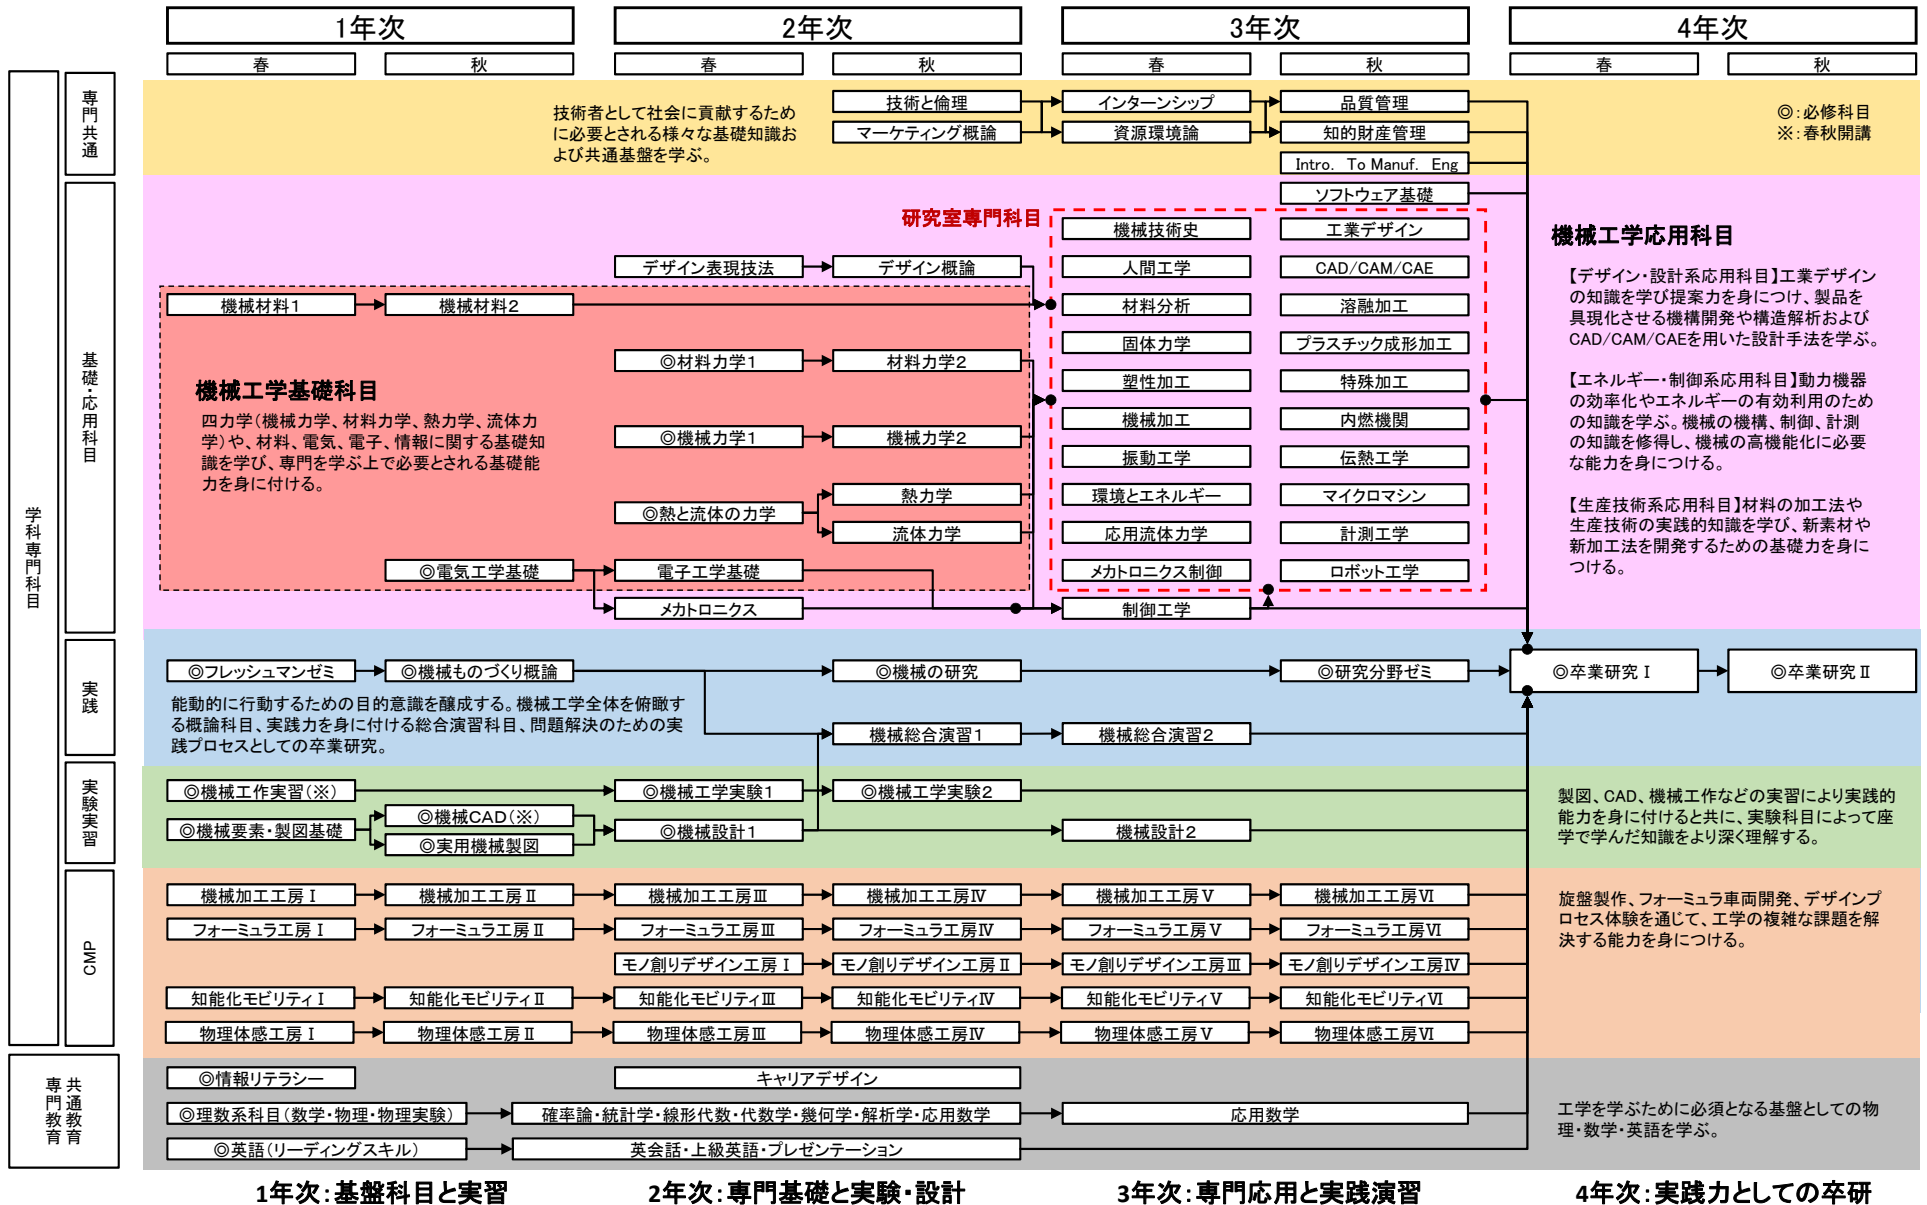 1年次
2年次
3年次
4年次
春
秋
春
秋
春
秋
春
秋
学科専門科目
専門共通
技術者として社会に貢献するため
に必要とされる様々な基礎知識お
よび共通基盤を学ぶ。
技術と倫理
インターンシップ
品質管理
マーケティング概論
資源環境論
知的財産管理
Intro. To Manuf. Eng
◎：必修科目
※：春秋開講
基礎・応用科目
ソフトウェア基礎
研究室専門科目
機械技術史
工業デザイン
デザイン表現技法
デザイン概論
人間工学
CAD/CAM/CAE
機械材料1
機械材料2
材料分析
溶融加工
◎材料力学1
材料力学2
固体力学
プラスチック成形加工
機械工学基礎科目
四力学（機械力学、材料力学、熱力学、流体力
学）や、材料、電気、電子、情報に関する基礎知
識を学び、専門を学ぶ上で必要とされる基礎能
力を身に付ける。
塑性加工
特殊加工
◎機械力学1
機械力学2
機械加工
内燃機関
振動工学
伝熱工学
◎熱と流体の力学
熱力学
環境とエネルギー
マイクロマシン
流体力学
応用流体力学
計測工学
◎電気工学基礎
電子工学基礎
メカトロニクス制御
ロボット工学
メカトロニクス
制御工学
機械工学応用科目
【デザイン・設計系応用科目】工業デザイン
の知識を学び提案力を身につけ、製品を
具現化させる機構開発や構造解析および
CAD/CAM/CAEを用いた設計手法を学ぶ。
【エネルギー・制御系応用科目】動力機器
の効率化やエネルギーの有効利用のため
の知識を学ぶ。機械の機構、制御、計測
の知識を修得し、機械の高機能化に必要
な能力を身につける。
【生産技術系応用科目】材料の加工法や
生産技術の実践的知識を学び、新素材や
新加工法を開発するための基礎力を身に
つける。
実践
◎フレッシュマンゼミ
◎機械ものづくり概論
◎機械の研究
◎研究分野ゼミ
◎卒業研究Ⅰ
◎卒業研究Ⅱ
能動的に行動するための目的意識を醸成する。機械工学全体を俯瞰す
る概論科目、実践力を身に付ける総合演習科目、問題解決のための実
践プロセスとしての卒業研究。
機械総合演習1
機械総合演習2
実験実習
◎機械工作実習（※）
◎機械工学実験1
◎機械工学実験2
◎機械要素・製図基礎
◎機械CAD（※）
◎実用機械製図
◎機械設計1
機械設計2
製図、CAD、機械工作などの実習により実践的
能力を身に付けると共に、実験科目によって座
学で学んだ知識をより深く理解する。
CMP
機械加工工房Ⅰ
機械加工工房Ⅱ
機械加工工房Ⅲ
機械加工工房Ⅳ
機械加工工房Ⅴ
機械加工工房Ⅵ
フォーミュラ工房Ⅰ
フォーミュラ工房Ⅱ
フォーミュラ工房Ⅲ
フォーミュラ工房Ⅳ
フォーミュラ工房Ⅴ
フォーミュラ工房Ⅵ
モノ創りデザイン工房Ⅰ
モノ創りデザイン工房Ⅱ
モノ創りデザイン工房Ⅲ
モノ創りデザイン工房Ⅳ
知能化モビリティⅠ
知能化モビリティⅡ
知能化モビリティⅢ
知能化モビリティⅣ
知能化モビリティⅤ
知能化モビリティⅥ
物理体感工房Ⅰ
物理体感工房Ⅱ
物理体感工房Ⅲ
物理体感工房Ⅳ
物理体感工房Ⅴ
物理体感工房Ⅵ
旋盤製作、フォーミュラ車両開発、デザインプ
ロセス体験を通じて、工学の複雑な課題を解
決する能力を身につける。
共通教育
専門教育
◎情報リテラシー
キャリアデザイン
◎理数系科目（数学・物理・物理実験）
確率論・統計学・線形代数・代数学・幾何学・解析学・応用数学
応用数学
◎英語（リーディングスキル）
英会話・上級英語・プレゼンテーション
工学を学ぶために必須となる基盤としての物
理・数学・英語を学ぶ。
1年次：基盤科目と実習
2年次：専門基礎と実験・設計
3年次：専門応用と実践演習
4年次：実践力としての卒研